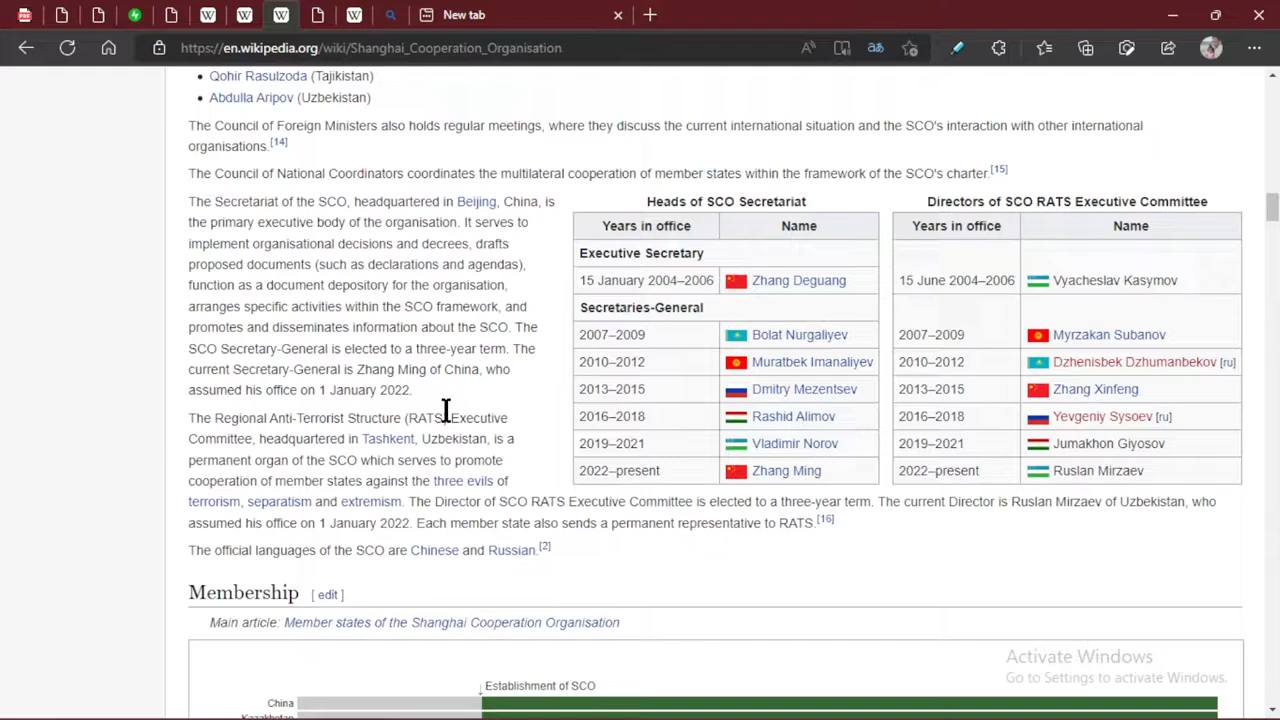 New tab
https://en.wikipedia.org/wiki/Shanghai_Cooperation_Organisation
• Qohir Rasulzoda (Tajikistan)
• Abdulla Aripov (Uzbekistan)
The Council of Foreign Ministers also holds regular meetings, where they discuss the current international situation and the SCO's interaction with other international
organisations.[14]
The Council of National Coordinators coordinates the multilateral cooperation of member states within the framework of the SCO's charter.[15]
The Secretariat of the SCO, headquartered in Beijing, China, is
the primary executive body of the organisation. It serves to
implement organisational decisions and decrees, drafts
proposed documents (such as declarations and agendas),
function as a document depository for the organisation,
arranges specific activities within the SCO framework, and
promotes and disseminates information about the SCO. The
SCO Secretary-General is elected to a three-year term. The
current Secretary-General is Zhang Ming of China, who
assumed his office on 1 January 2022.
Heads of SCO Secretariat
Years in office Name
Executive Secretary
15 January 2004–2006 Zhang Deguang
Secretaries-General
2007–2009 Bolat Nurgaliyev
2010–2012 Muratbek Imanaliyev
2013–2015 Dmitry Mezentsev
2016–2018 Rashid Alimov
2019–2021 Vladimir Norov
2022–present Zhang Ming
Directors of SCO RATS Executive Committee
Years in office Name
15 June 2004–2006 Vyacheslav Kasymov
2007–2009 Myrzakan Subanov
2010–2012 Dzhenisbek Dzhumanbekov [ru]
2013–2015 Zhang Xinfeng
2016–2018 Yevgeniy Sysoev [ru]
2019–2021 Jumakhon Giyosov
2022–present Ruslan Mirzaev
The Regional Anti-Terrorist Structure (RATS) Executive
Committee, headquartered in Tashkent, Uzbekistan, is a
permanent organ of the SCO which serves to promote
cooperation of member states against the three evils of
terrorism, separatism and extremism. The Director of SCO RATS Executive Committee is elected to a three-year term. The current Director is Ruslan Mirzaev of Uzbekistan, who
assumed his office on 1 January 2022. Each member state also sends a permanent representative to RATS.[16]
The official languages of the SCO are Chinese and Russian.[2]
Membership [ edit ]
Main article: Member states of the Shanghai Cooperation Organisation
Establishment of SCO
China
Kazakhstan
Activate Windows
Go to Settings to activate Windows.